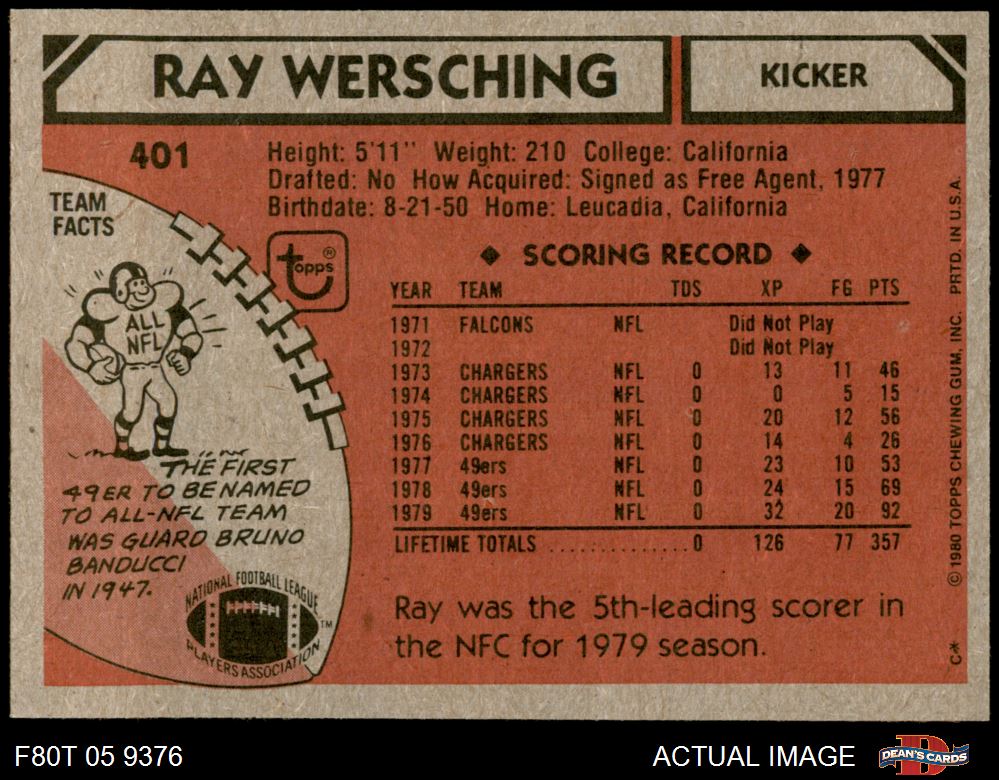 RAY WERSCHING
KICKER
401
Height: 5'11" Weight: 210 College: California
Drafted: No How Acquired: Signed as Free Agent, 1977
Birthdate: 8-21-50 Home: Leucadia, California
TEAM
FACTS
topps ®
ALL
NFL
THE FIRST
49ER TO BE NAMED
TO ALL-NFL TEAM
WAS GUARD BRUNO
BANDUCCI
IN 1947.
NATIONAL FOOTBALL LEAGUE
PLAYERS ASSOCIATION
TM
◆ SCORING RECORD ◆
YEAR TEAM TDS XP FG PTS
1971 FALCONS NFL Did Not Play
1972 Did Not Play
1973 CHARGERS NFL 0 13 11 46
1974 CHARGERS NFL 0 0 5 15
1975 CHARGERS NFL 0 20 12 56
1976 CHARGERS NFL 0 14 4 26
1977 49ers NFL 0 23 10 53
1978 49ers NFL 0 24 15 69
1979 49ers NFL 0 32 20 92
LIFETIME TOTALS ................0 126 77 357
Ray was the 5th-leading scorer in
the NFC for 1979 season.
© 1980 TOPPS CHEWING GUM, INC. PRTD. IN U.S.A.
C*
F80T 05 9376
ACTUAL IMAGE
D
DEAN'S CARDS